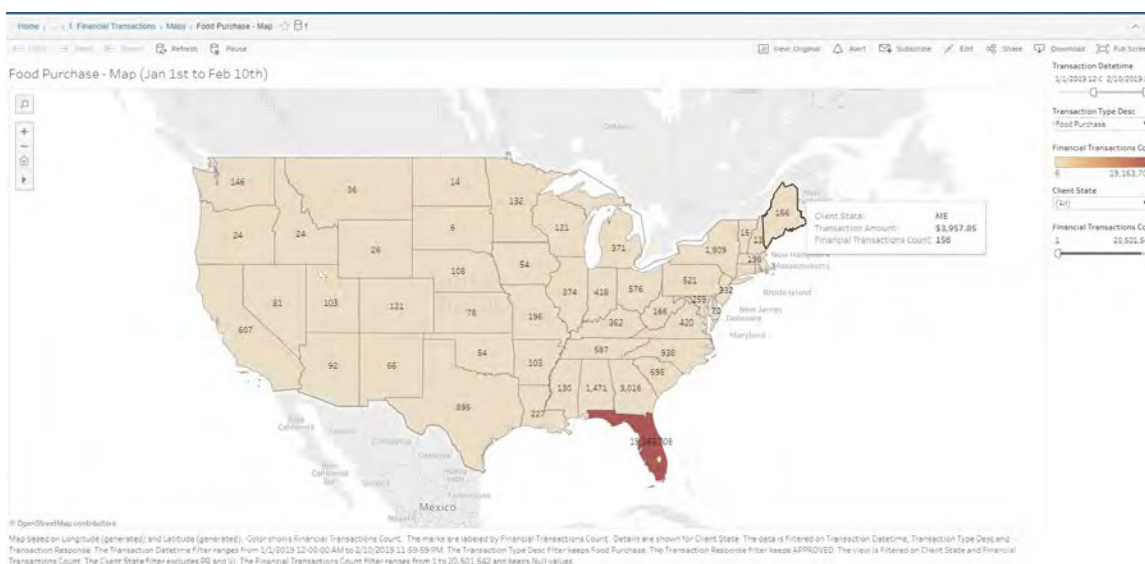 Home
1. Financial Transactions
Maps
Food Purchase - Map
1
Refresh
Pause
View: Original
Alert
Subscribe
Edit
Share
Download
Full Scree
Food Purchase - Map (Jan 1st to Feb 10th)
Transaction Datetime
Transaction Type Desc
Food Purchase
Financial Transactions Co
6
19,163,70
Client State
(All)
Financial Transactions Co
1
20,501,5
146
36
14
132
24
24
26
6
121
371
1,809
15
156
Client State: ME
Transaction Amount: $3,957.85
Financial Transactions Count: 156
New Hampshire
Massachusetts
Rhode Island
New Jersey
Delaware
Maryland
108
54
81
103
121
78
196
374
418
576
521
607
92
66
54
103
362
166
420
587
938
696
895
227
130
1,471
3,016
Mexico
© OpenStreetMap contributors
Map based on Longitude (generated) and Latitude (generated). Color shows Financial Transactions Count. The marks are labeled by Financial Transactions Count. Details are shown for Client State. The data is filtered on Transaction Datetime, Transaction Type Desc and
Transaction Response. The Transaction Datetime filter ranges from 1/1/2019 12:00:00 AM to 2/10/2019 11:59:59 PM. The Transaction Type Desc filter keeps Food Purchase. The Transaction Response filter keeps APPROVED. The view is filtered on Client State and Financial
Transactions Count. The Client State filter excludes PR and VI. The Financial Transactions Count filter ranges from 1 to 20,501,542 and keeps Null values.